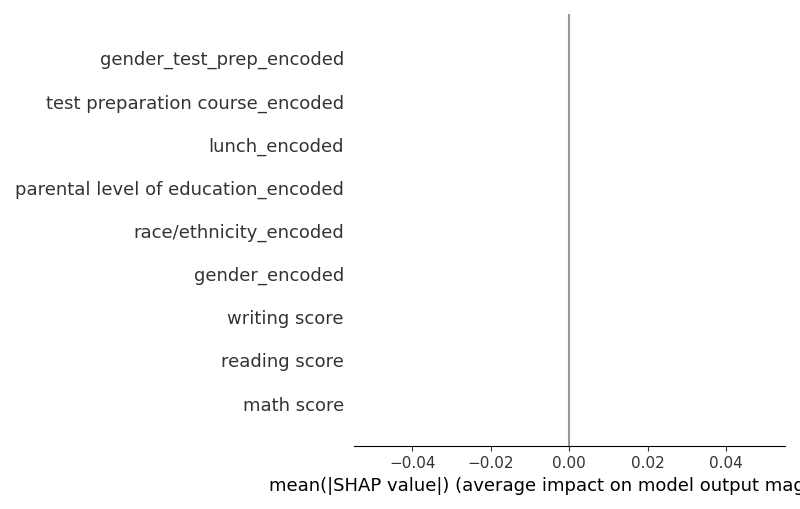 gender_test_prep_encoded
test preparation course_encoded
lunch_encoded
parental level of education_encoded
race/ethnicity_encoded
gender_encoded
writing score
reading score
math score
−0.04 −0.02 0.00 0.02 0.04
mean(|SHAP value|) (average impact on model output mag